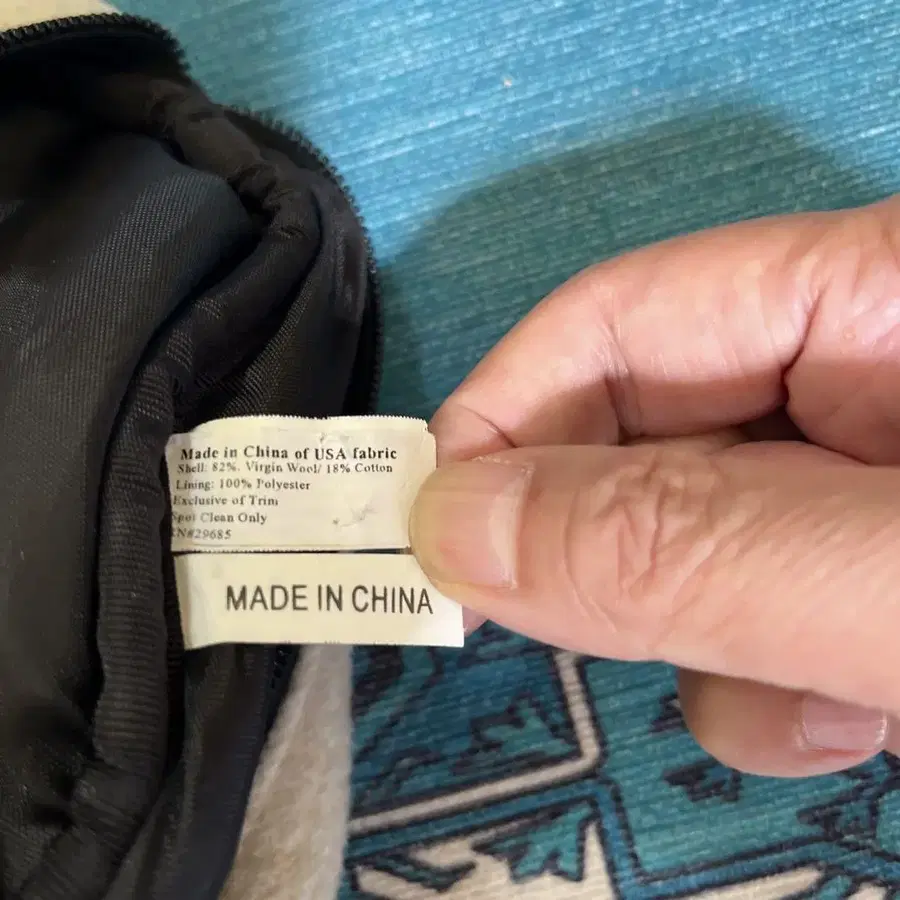 Made in China of USA fabric
Shell: 82%. Virgin Wool/ 18% Cotton
Lining: 100% Polyester
Exclusive of Trim
Spot Clean Only
RN#29685
MADE IN CHINA